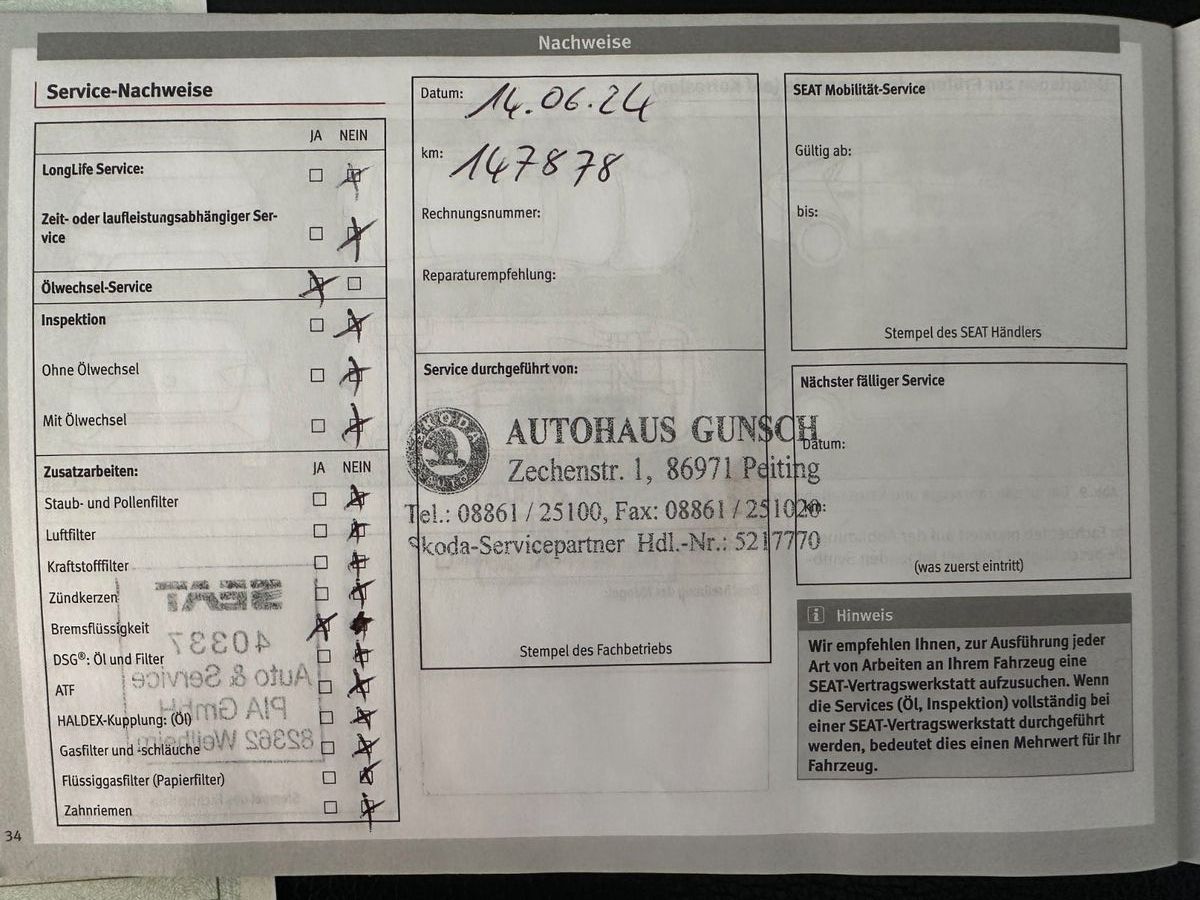 Nachweise
Service-Nachweise
JA NEIN
LongLife Service:
Zeit- oder laufleistungsabhängiger Ser-
vice
Ölwechsel-Service
Inspektion
Ohne Ölwechsel
Mit Ölwechsel
Zusatzarbeiten: JA NEIN
Staub- und Pollenfilter
Luftfilter
Kraftstofffilter
Zündkerzen
Bremsflüssigkeit
DSG®: Öl und Filter
ATF
HALDEX-Kupplung: (Öl)
Gasfilter und -schläuche
Flüssiggasfilter (Papierfilter)
Zahnriemen
SEAT
40337
Auto & Service
PIA GmbH
82362 Weilheim
34
Datum: 14.06.24
km: 147878
Rechnungsnummer:
Reparaturempfehlung:
Service durchgeführt von:
SKODA
AUTO
AUTOHAUS GUNSCH
Zechenstr. 1, 86971 Peiting
Tel.: 08861 / 25100, Fax: 08861 / 251020
Skoda-Servicepartner Hdl.-Nr.: 5217770
Stempel des Fachbetriebs
SEAT Mobilität-Service
Gültig ab:
bis:
Stempel des SEAT Händlers
Nächster fälliger Service
Datum:
km:
(was zuerst eintritt)
i Hinweis
Wir empfehlen Ihnen, zur Ausführung jeder
Art von Arbeiten an Ihrem Fahrzeug eine
SEAT-Vertragswerkstatt aufzusuchen. Wenn
die Services (Öl, Inspektion) vollständig bei
einer SEAT-Vertragswerkstatt durchgeführt
werden, bedeutet dies einen Mehrwert für Ihr
Fahrzeug.